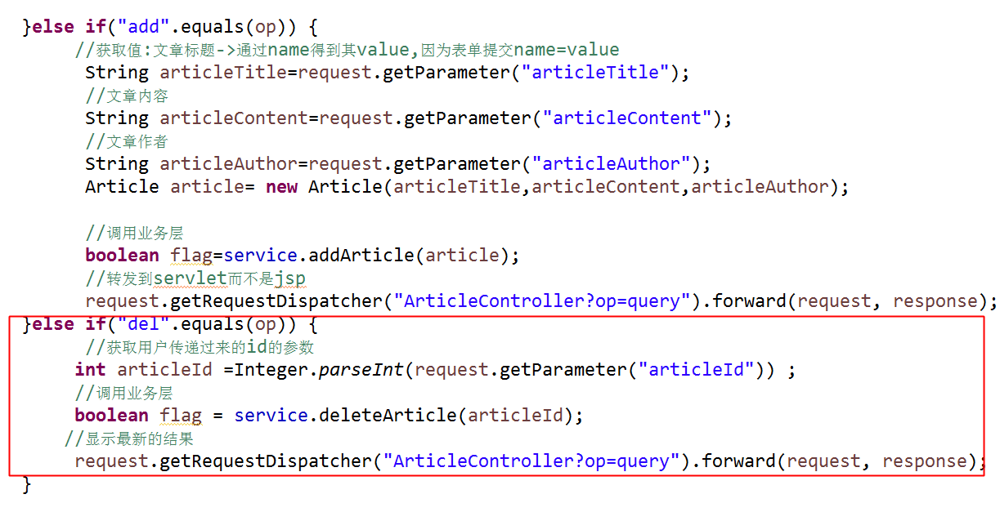 }else if("add".equals(op)) {
//获取值:文章标题->通过name得到其value,因为表单提交name=value
String articleTitle=request.getParameter("articleTitle");
//文章内容
String articleContent=request.getParameter("articleContent");
//文章作者
String articleAuthor=request.getParameter("articleAuthor");
Article article= new Article(articleTitle,articleContent,articleAuthor);
//调用业务层
boolean flag=service.addArticle(article);
//转发到servlet而不是jsp
request.getRequestDispatcher("ArticleController?op=query").forward(request, response);
}else if("del".equals(op)) {
//获取用户传递过来的id的参数
int articleId =Integer.parseInt(request.getParameter("articleId")) ;
//调用业务层
boolean flag = service.deleteArticle(articleId);
//显示最新的结果
request.getRequestDispatcher("ArticleController?op=query").forward(request, response);
}